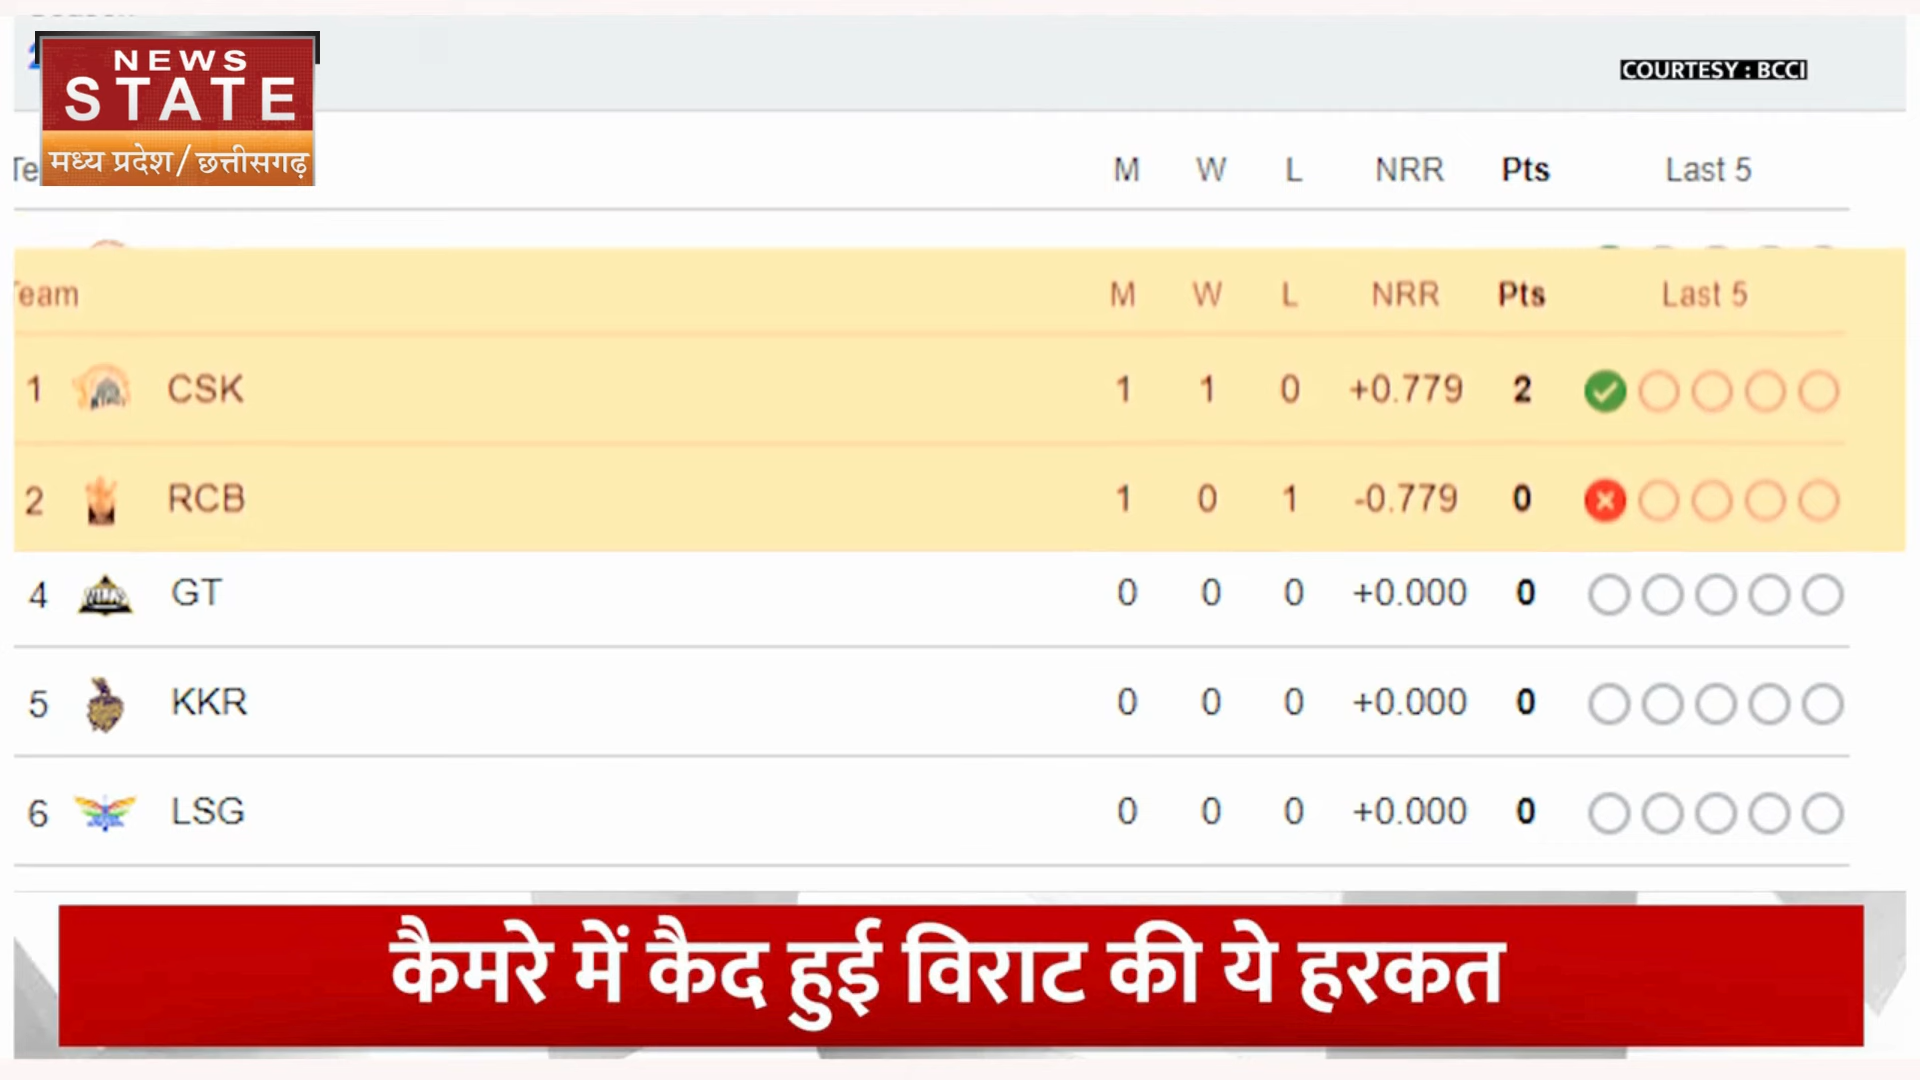 NEWS
STATE
मध्य प्रदेश/छत्तीसगढ़
COURTESY : BCCI
M W L NRR Pts Last 5
Team M W L NRR Pts Last 5
1 CSK 1 1 0 +0.779 2
2 RCB 1 0 1 -0.779 0
4 GT 0 0 0 +0.000 0
5 KKR 0 0 0 +0.000 0
6 LSG 0 0 0 +0.000 0
कैमरे में कैद हुई विराट की ये हरकत